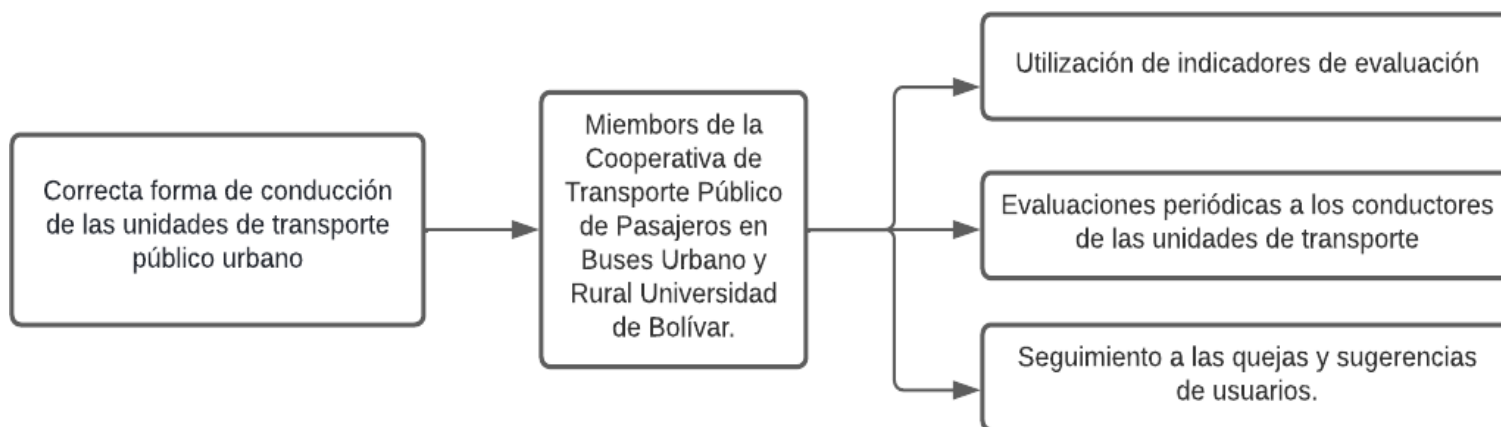 Correcta forma de conducción
de las unidades de transporte
público urbano
Miembors de la
Cooperativa de
Transporte Público
de Pasajeros en
Buses Urbano y
Rural Universidad
de Bolívar.
Utilización de indicadores de evaluación
Evaluaciones periódicas a los conductores
de las unidades de transporte
Seguimiento a las quejas y sugerencias
de usuarios.